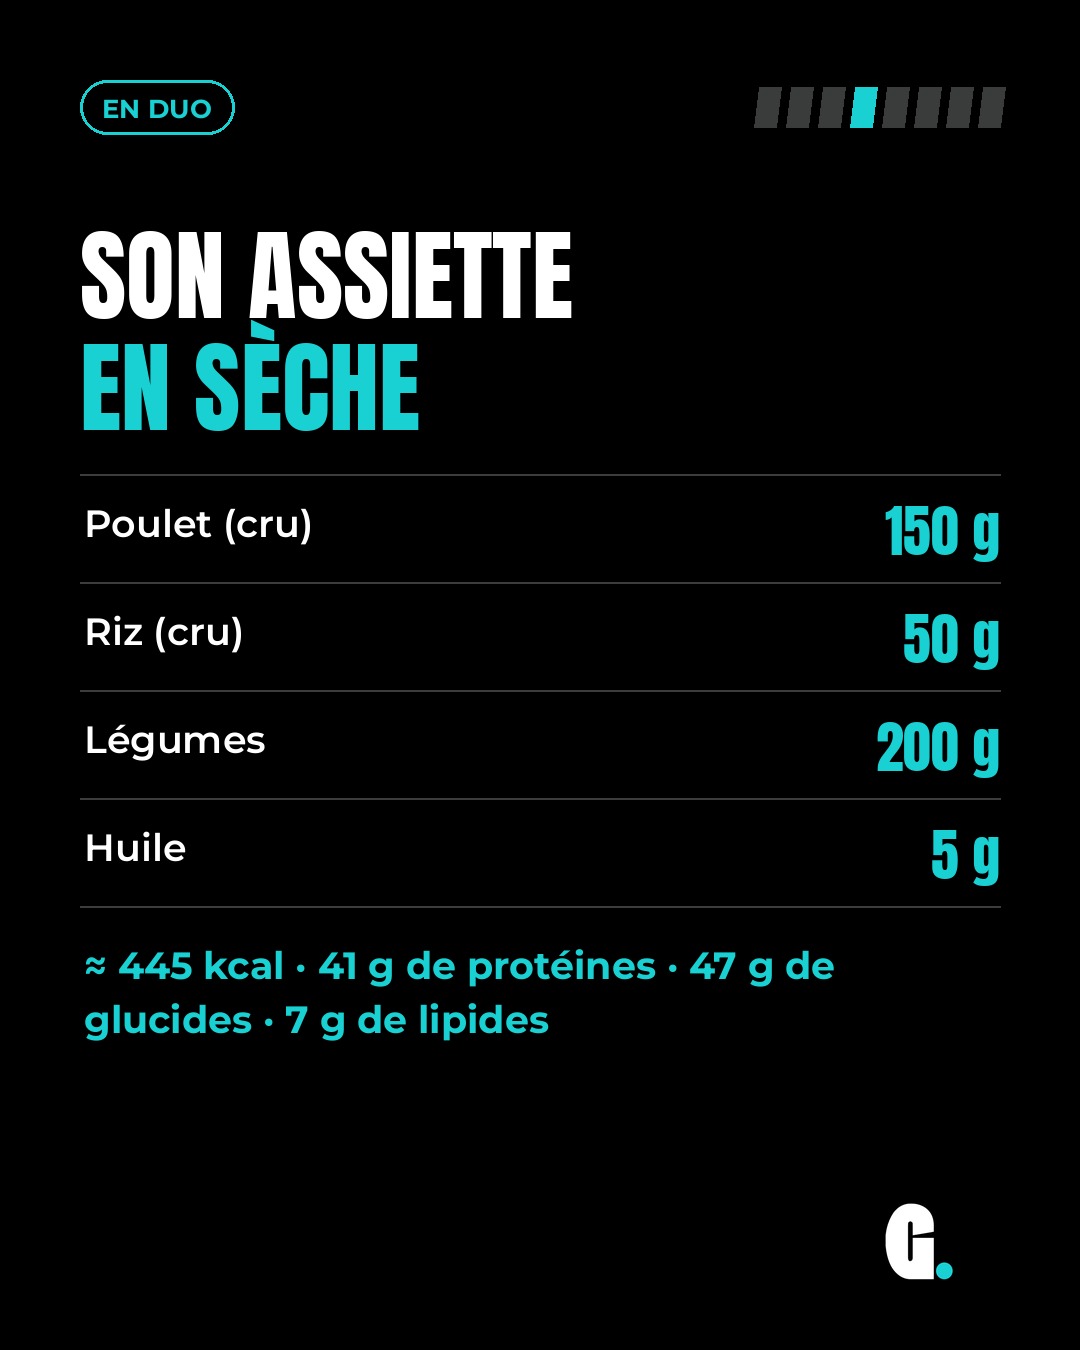 EN DUO
SON ASSIETTE
EN SÈCHE
Poulet (cru) 150 g
Riz (cru) 50 g
Légumes 200 g
Huile 5 g
≈ 445 kcal · 41 g de protéines · 47 g de
glucides · 7 g de lipides
G.